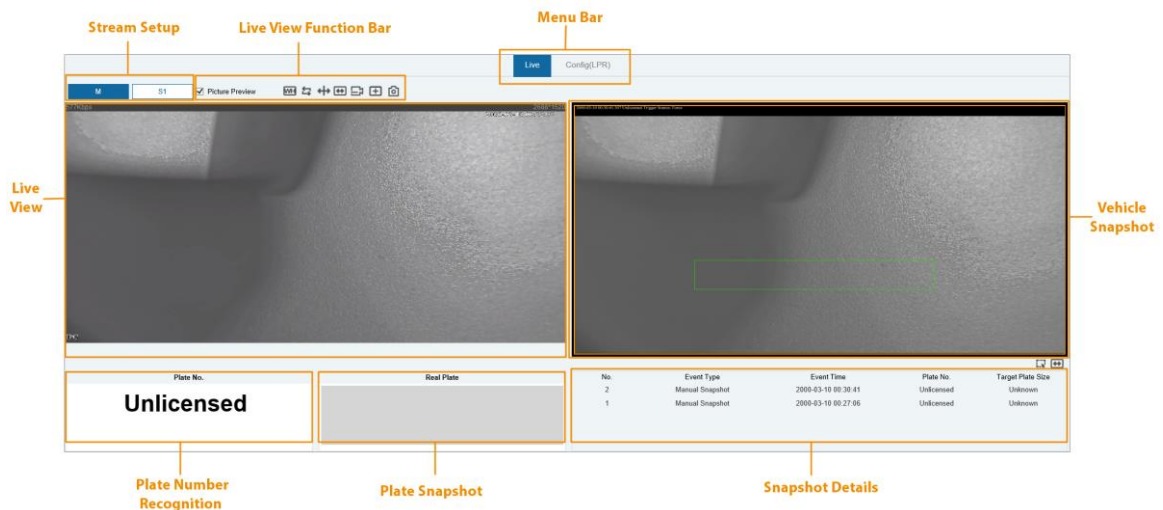 Menu Bar
Stream Setup
Live View Function Bar
Live
Config(LPR)
M
S1
Picture Preview
Live
View
Vehicle
Snapshot
Plate No.
Real Plate
Unlicensed
No.
Event Type
Event Time
Plate No.
Target Plate Size
2
Manual Snapshot
2000-03-10 00:30:41
Unlicensed
Unknown
1
Manual Snapshot
2000-03-10 00:27:06
Unlicensed
Unknown
Plate Number
Recognition
Plate Snapshot
Snapshot Details